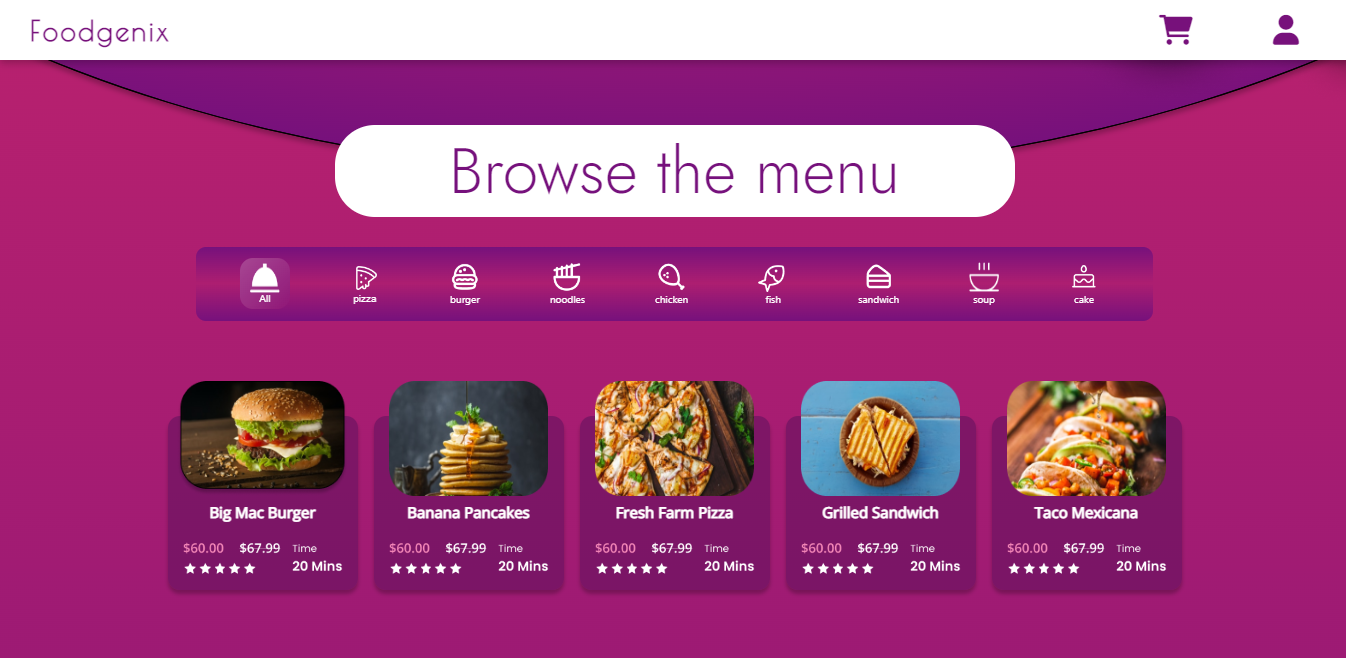 Foodgenix
Browse the menu
All pizza burger noodles chicken fish sandwich soup cake
Big Mac Burger
$60.00 $67.99 Time
20 Mins
Banana Pancakes
$60.00 $67.99 Time
20 Mins
Fresh Farm Pizza
$60.00 $67.99 Time
20 Mins
Grilled Sandwich
$60.00 $67.99 Time
20 Mins
Taco Mexicana
$60.00 $67.99 Time
20 Mins